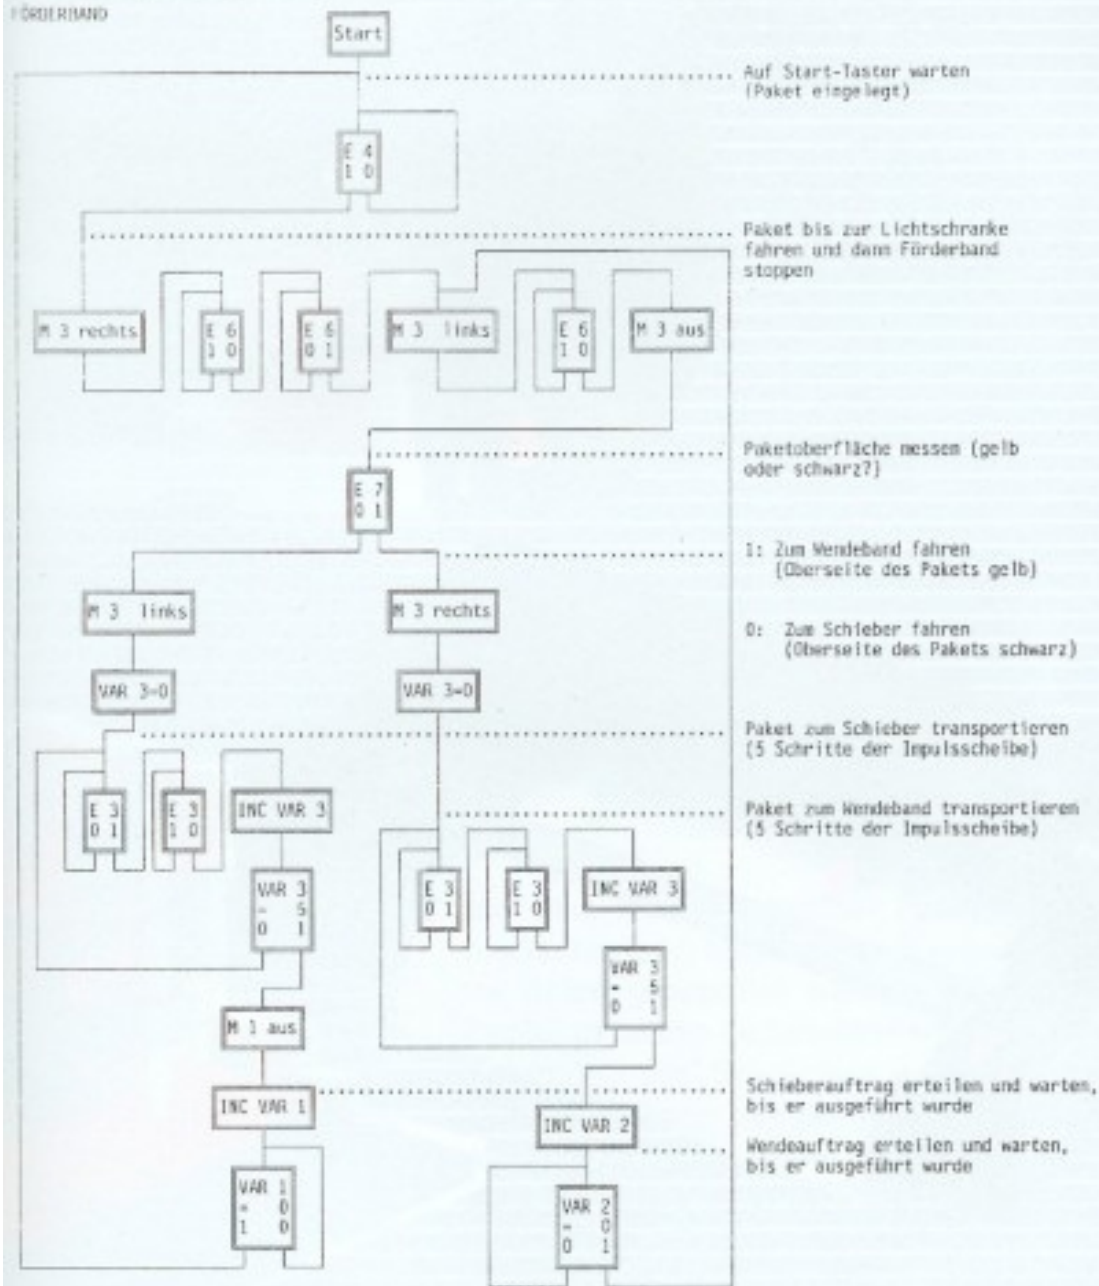 FÖRDERBAND
Start
Auf Start-Taster warten
(Paket eingelegt)
E 4
1 0
Paket bis zur Lichtschranke
fahren und dann Förderband
stoppen
M 3 rechts
E 6
1 0
E 6
0 1
M 3 links
E 6
1 0
M 3 aus
Paketoberfläche messem (gelb
oder schwarz?)
E 7
0 1
1: Zum Wendeband fahren
(Oberseite des Pakets gelb)
M 3 links
M 3 rechts
0: Zum Schieber fahren
(Oberseite des Pakets schwarz)
VAR 3=0
VAR 3=0
Paket zum Schieber transportieren
(5 Schritte der Impulsscheibe)
E 3
0 1
E 3
1 0
INC VAR 3
Paket zum Wendeband transportieren
(5 Schritte der Impulsscheibe)
VAR 3
= 5
0 1
E 3
0 1
E 3
1 0
INC VAR 3
VAR 3
= 5
0 1
M 1 aus
Schieberauftrag erteilen und warten,
bis er ausgeführt wurde
INC VAR 1
INC VAR 2
Wendeauftrag erteilen und warten,
bis er ausgeführt wurde
VAR 1
= 0
1 0
VAR 2
= 0
0 1